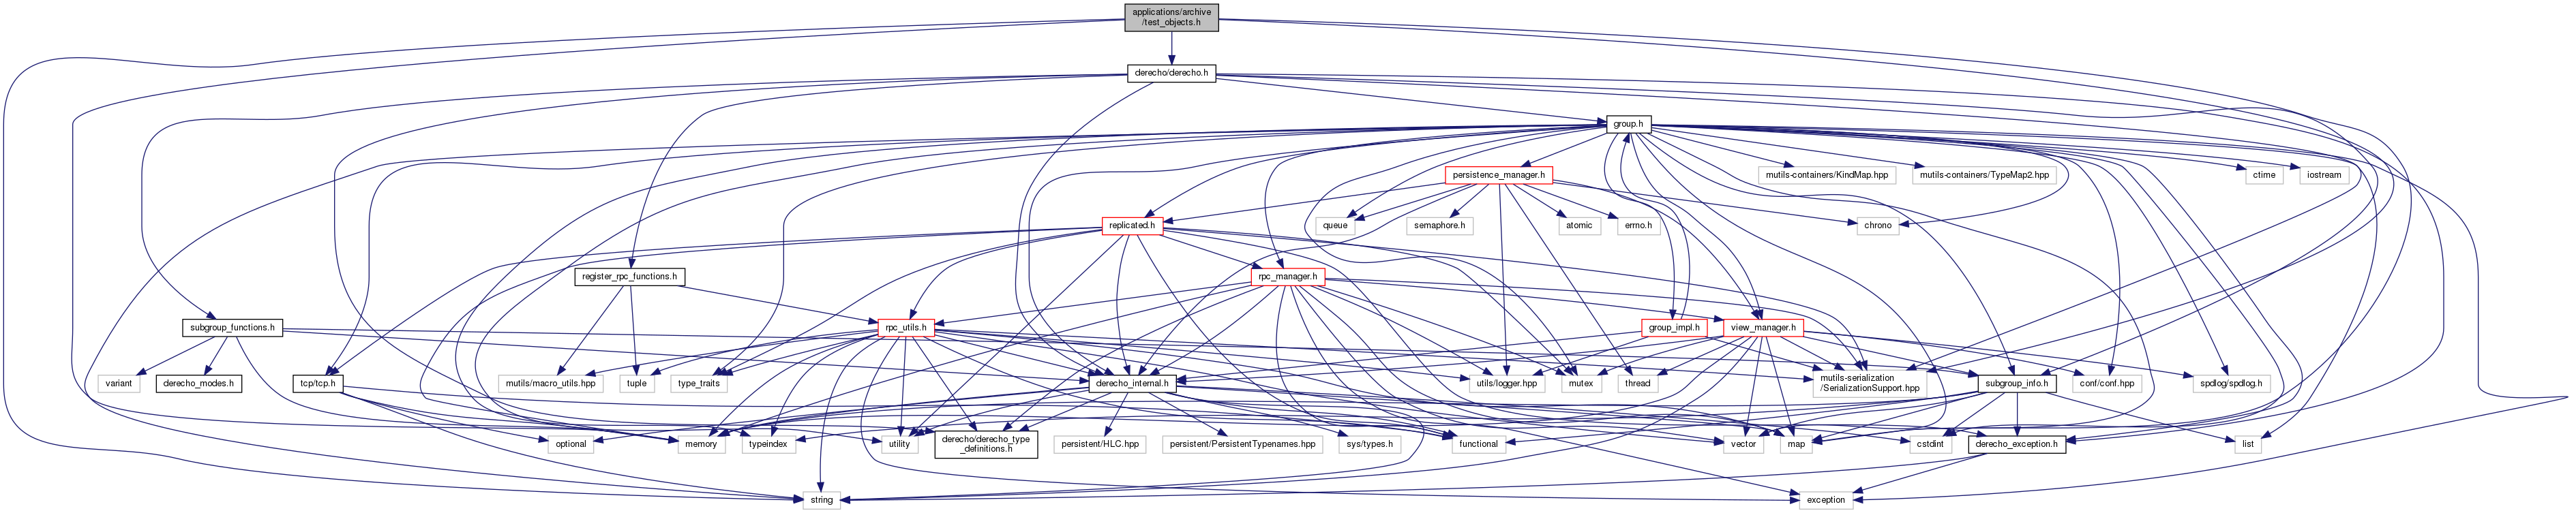 applications/archive
/test_objects.h
derecho/derecho.h
group.h
persistence_manager.h
mutils-containers/KindMap.hpp
mutils-containers/TypeMap2.hpp
ctime
iostream
replicated.h
queue
semaphore.h
atomic
errno.h
chrono
register_rpc_functions.h
rpc_manager.h
subgroup_functions.h
rpc_utils.h
group_impl.h
view_manager.h
variant
derecho_modes.h
tcp/tcp.h
mutils/macro_utils.hpp
tuple
type_traits
derecho_internal.h
utils/logger.hpp
mutex
thread
mutils-serialization
/SerializationSupport.hpp
subgroup_info.h
conf/conf.hpp
spdlog/spdlog.h
optional
memory
typeindex
utility
derecho/derecho_type
_definitions.h
persistent/HLC.hpp
persistent/PersistentTypenames.hpp
sys/types.h
functional
vector
map
cstdint
derecho_exception.h
list
string
exception